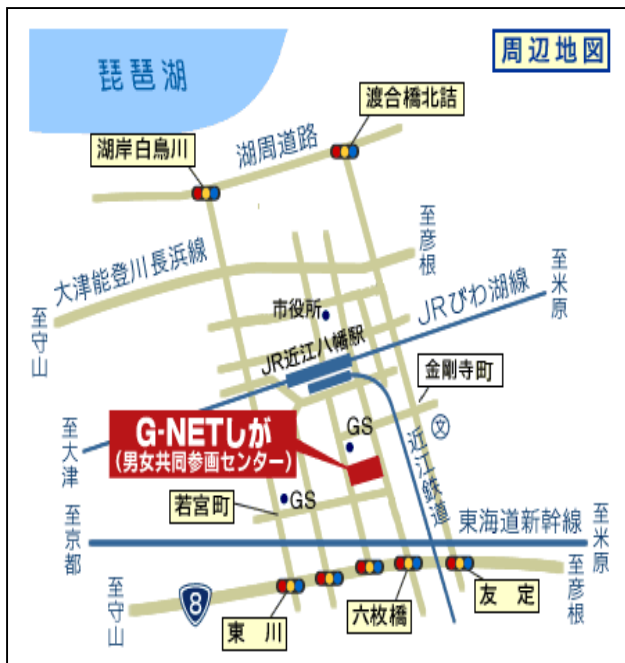 周辺地図
琵琶湖
渡合橋北詰
湖岸白鳥川
湖周道路
至彦根
大津能登川長浜線
至米原
至守山
市役所
JRびわ湖線
JR近江八幡駅
金剛寺町
G-NETしが
(男女共同参画センター)
GS
文
近江鉄道
至大津
若宮町
GS
東海道新幹線
至京都
至米原
至守山
8
至彦根
東 川
六枚橋
友 定